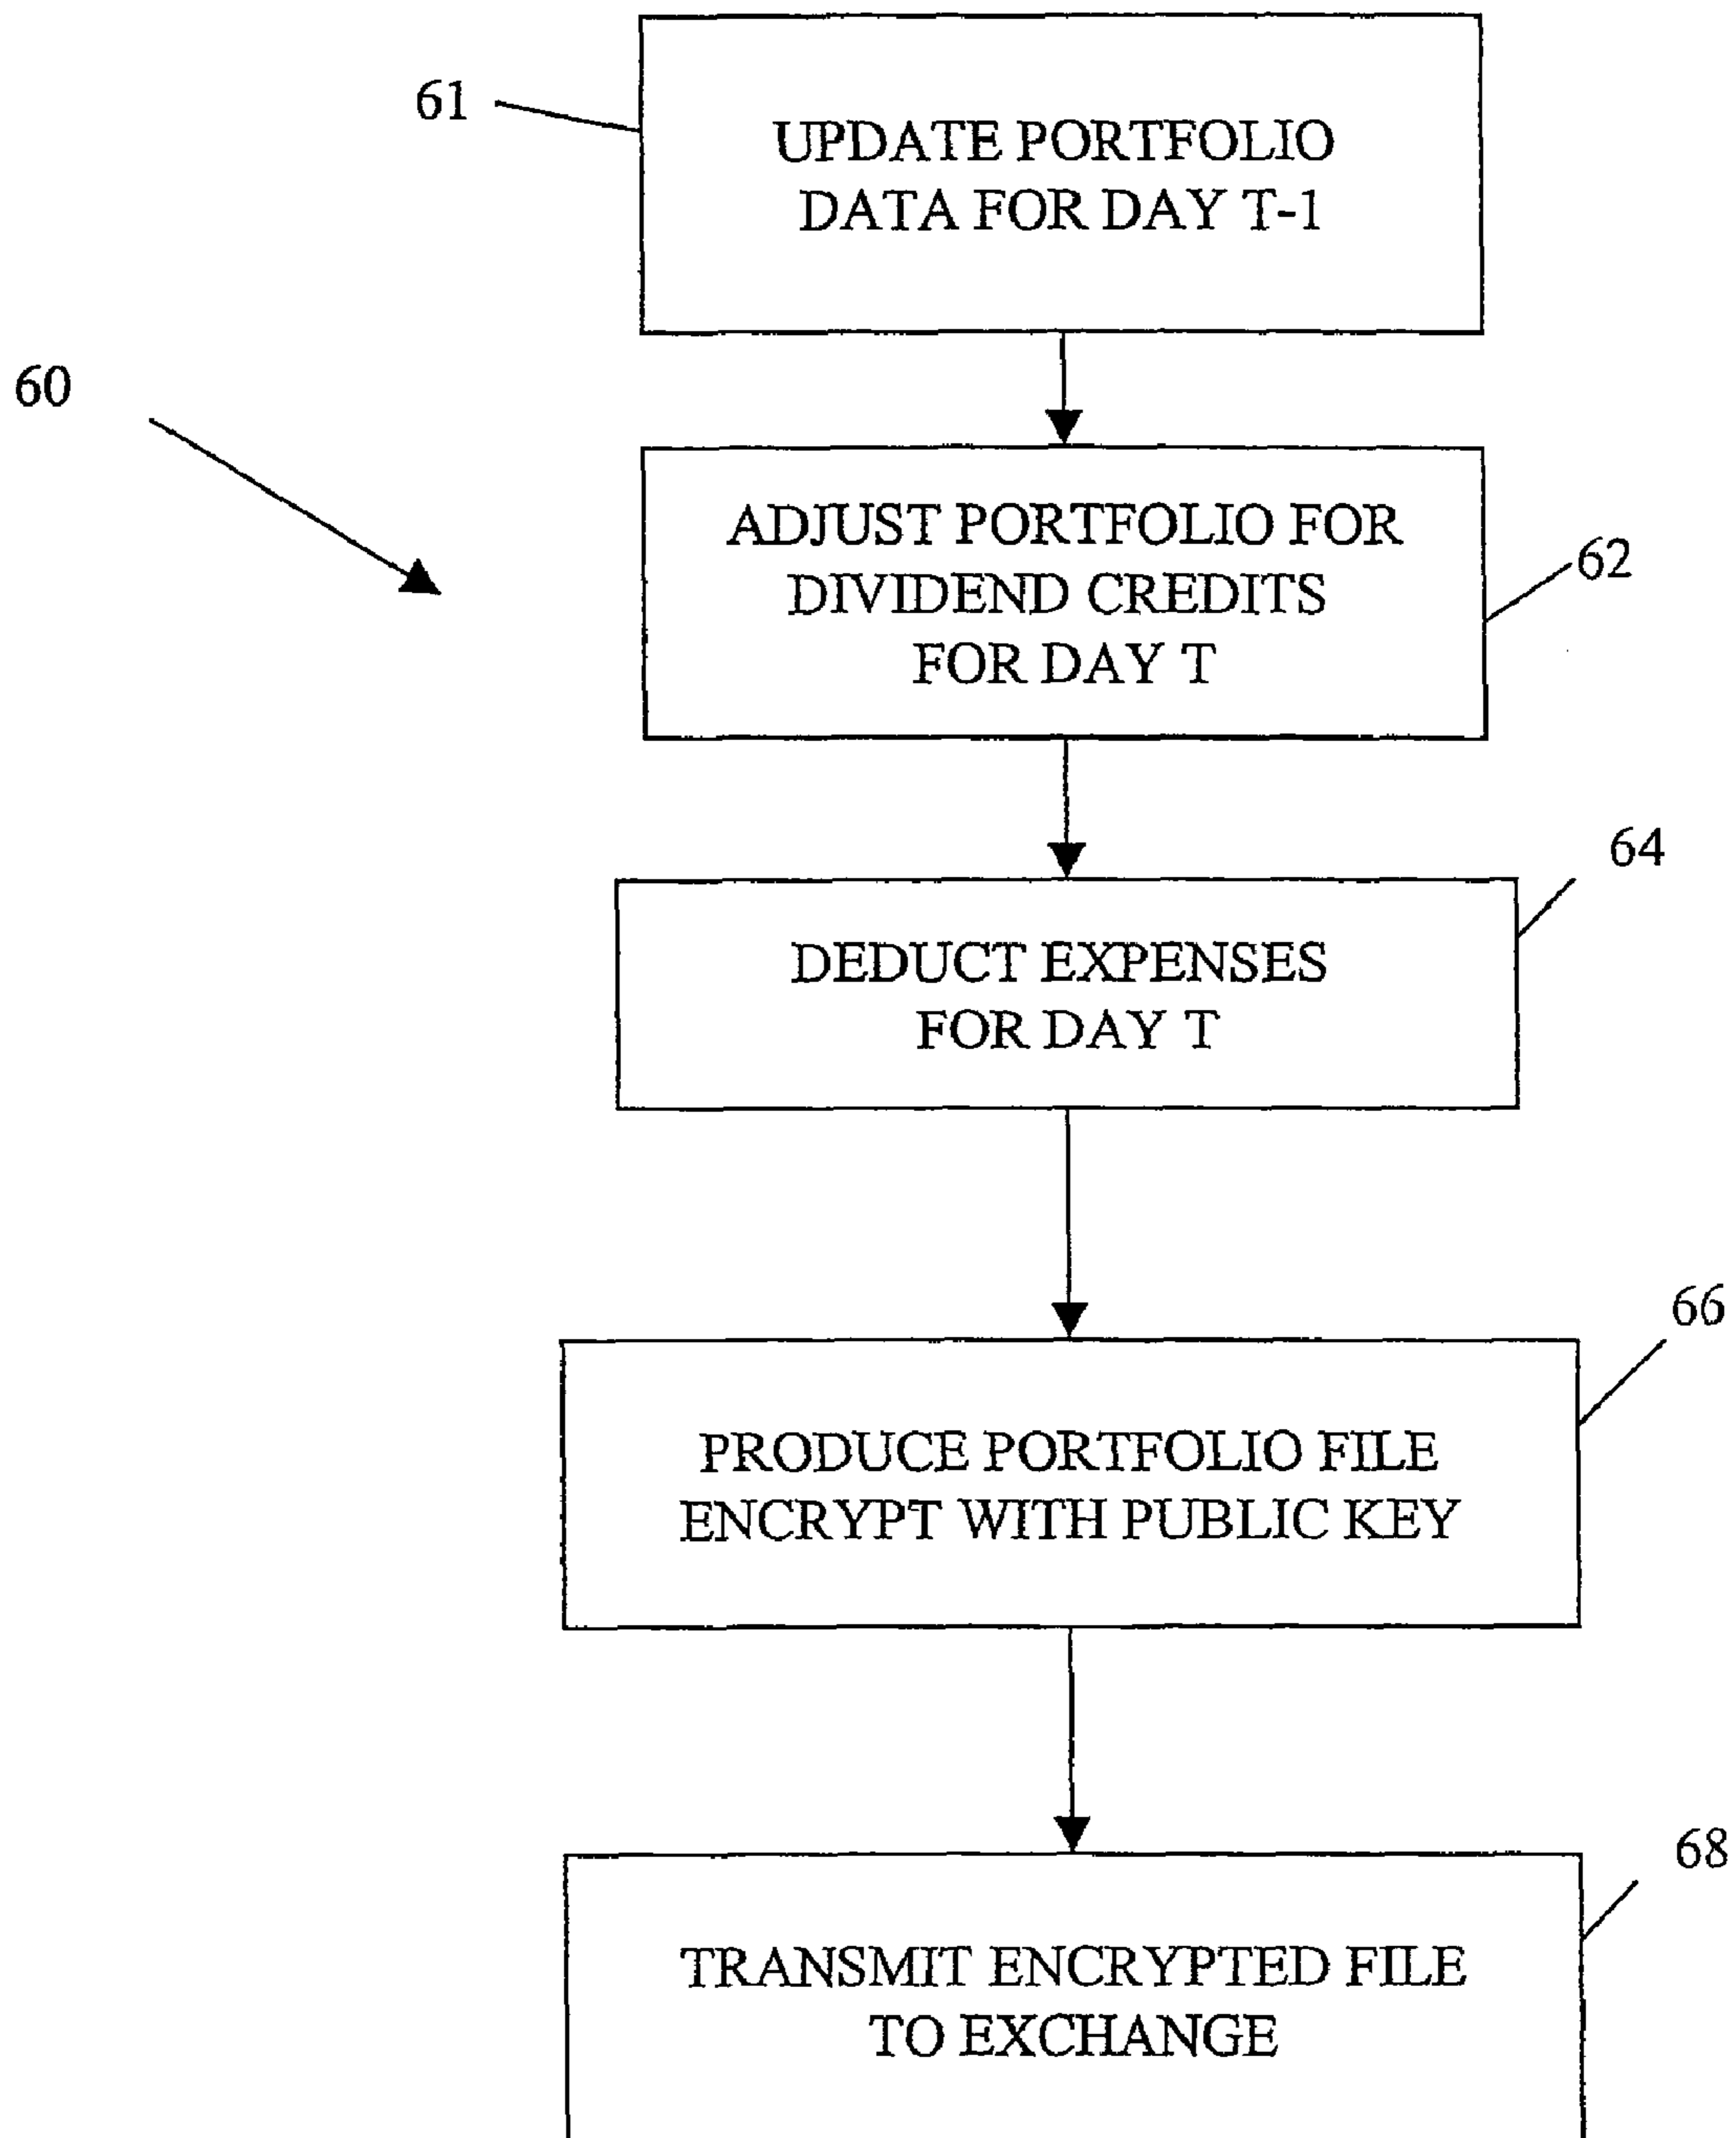 61
UPDATE PORTFOLIO
DATA FOR DAY T-1
60
ADJUST PORTFOLIO FOR
DIVIDEND CREDITS
FOR DAY T
62
64
DEDUCT EXPENSES
FOR DAY T
66
PRODUCE PORTFOLIO FILE
ENCRYPT WITH PUBLIC KEY
68
TRANSMIT ENCRYPTED FILE
TO EXCHANGE